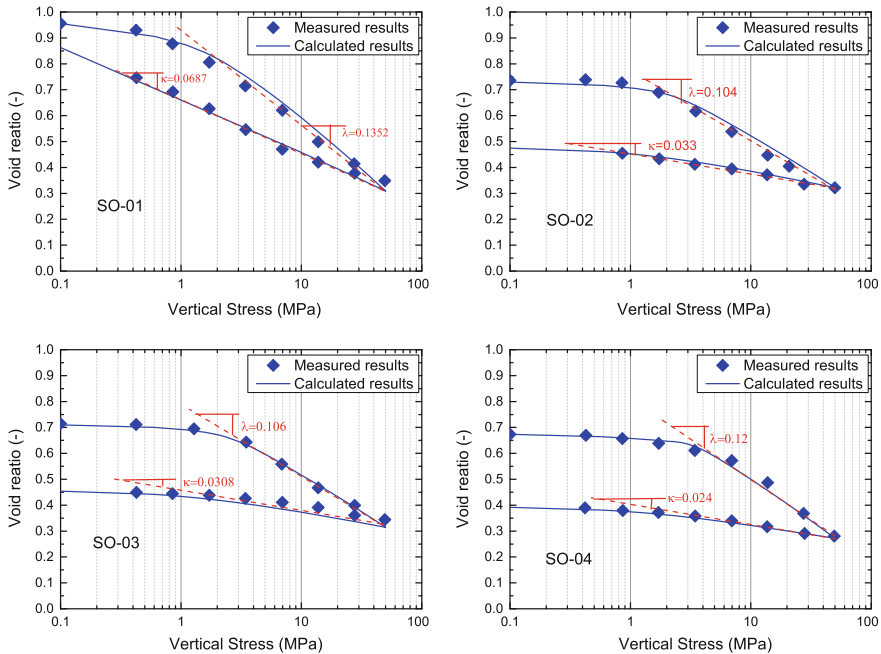 Measured results
Calculated results
κ=0.0687
λ=0.1352
SO-01
Void reatio (-)
1.0
0.9
0.8
0.7
0.6
0.5
0.4
0.3
0.2
0.1
0.0
0.1 1 10 100
Vertical Stress (MPa)
Measured results
Calculated results
λ=0.104
κ=0.033
SO-02
Void reatio (-)
1.0
0.9
0.8
0.7
0.6
0.5
0.4
0.3
0.2
0.1
0.0
0.1 1 10 100
Vertical Stress (MPa)
Measured results
Calculated results
λ=0.106
κ=0.0308
SO-03
Void reatio (-)
1.0
0.9
0.8
0.7
0.6
0.5
0.4
0.3
0.2
0.1
0.0
0.1 1 10 100
Vertical Stress (MPa)
Measured results
Calculated results
λ=0.12
κ=0.024
SO-04
Void reatio (-)
1.0
0.9
0.8
0.7
0.6
0.5
0.4
0.3
0.2
0.1
0.0
0.1 1 10 100
Vertical Stress (MPa)